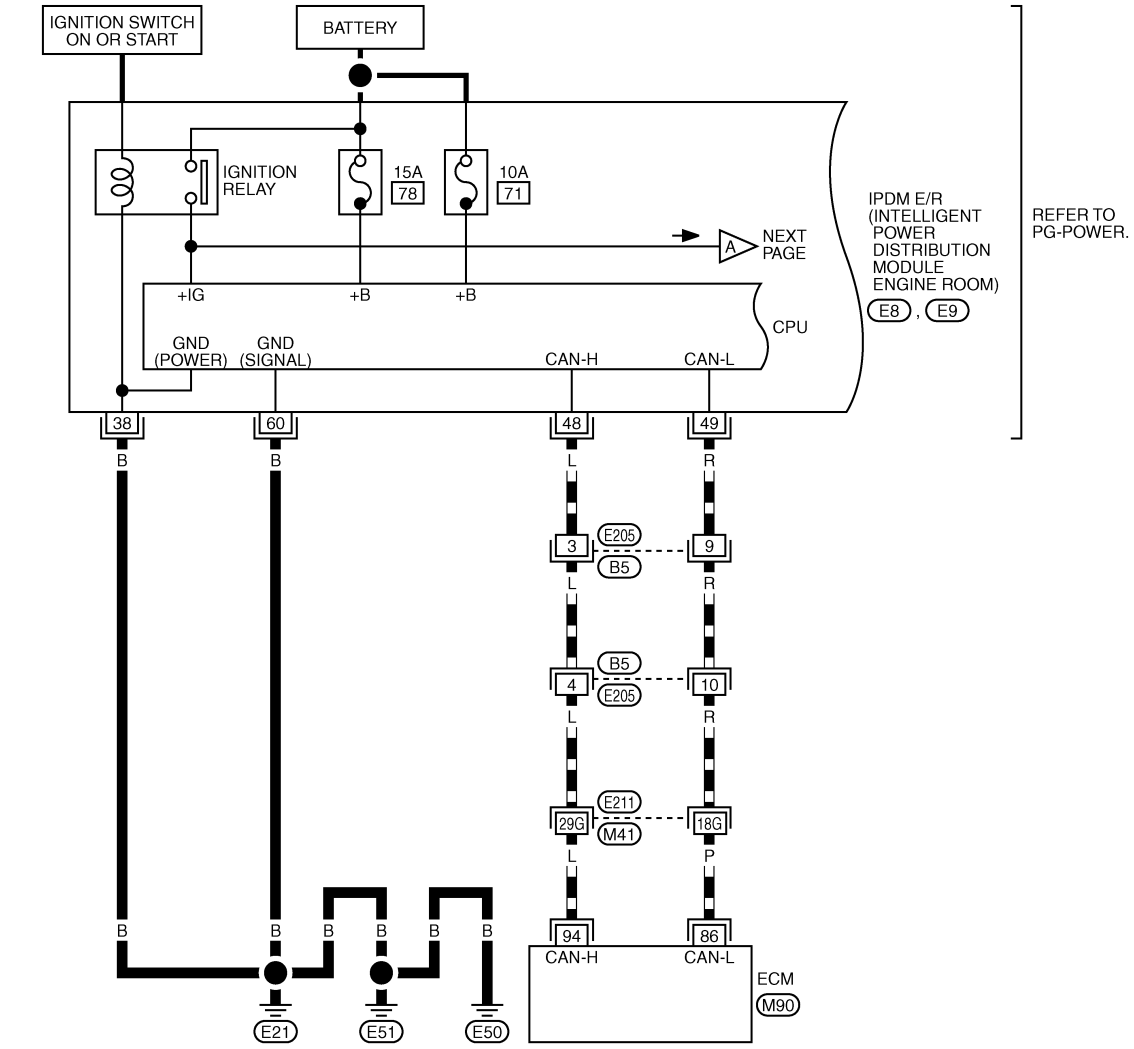 IGNITION SWITCH
ON OR START
BATTERY
IGNITION
RELAY
15A
78
10A
71
A
NEXT
PAGE
IPDM E/R
(INTELLIGENT
POWER
DISTRIBUTION
MODULE
ENGINE ROOM)
E8 , E9
REFER TO
PG-POWER.
+IG
+B
+B
CPU
GND
(POWER)
GND
(SIGNAL)
CAN-H
CAN-L
38
60
48
49
B
B
L
R
3
E205
B5
9
L
R
4
B5
E205
10
L
R
29G
E211
M41
18G
L
P
B
B
B
B
B
B
94
86
CAN-H
CAN-L
ECM
M90
E21
E51
E50